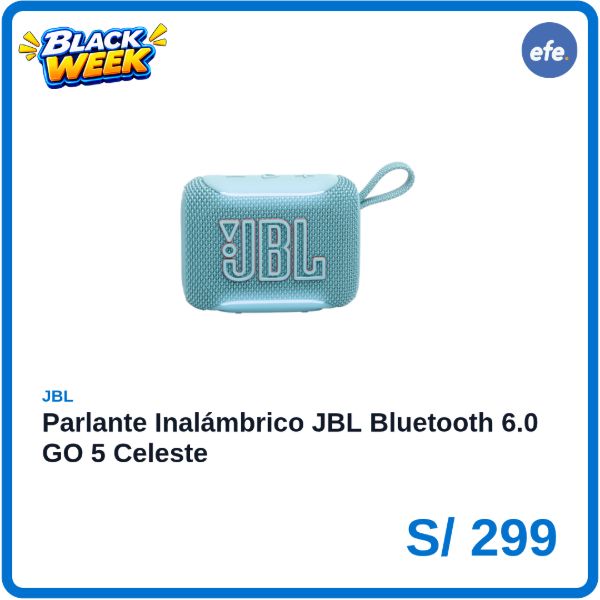 BLACK
WEEK
efe.
JBL
JBL
Parlante Inalámbrico JBL Bluetooth 6.0
GO 5 Celeste
S/ 299